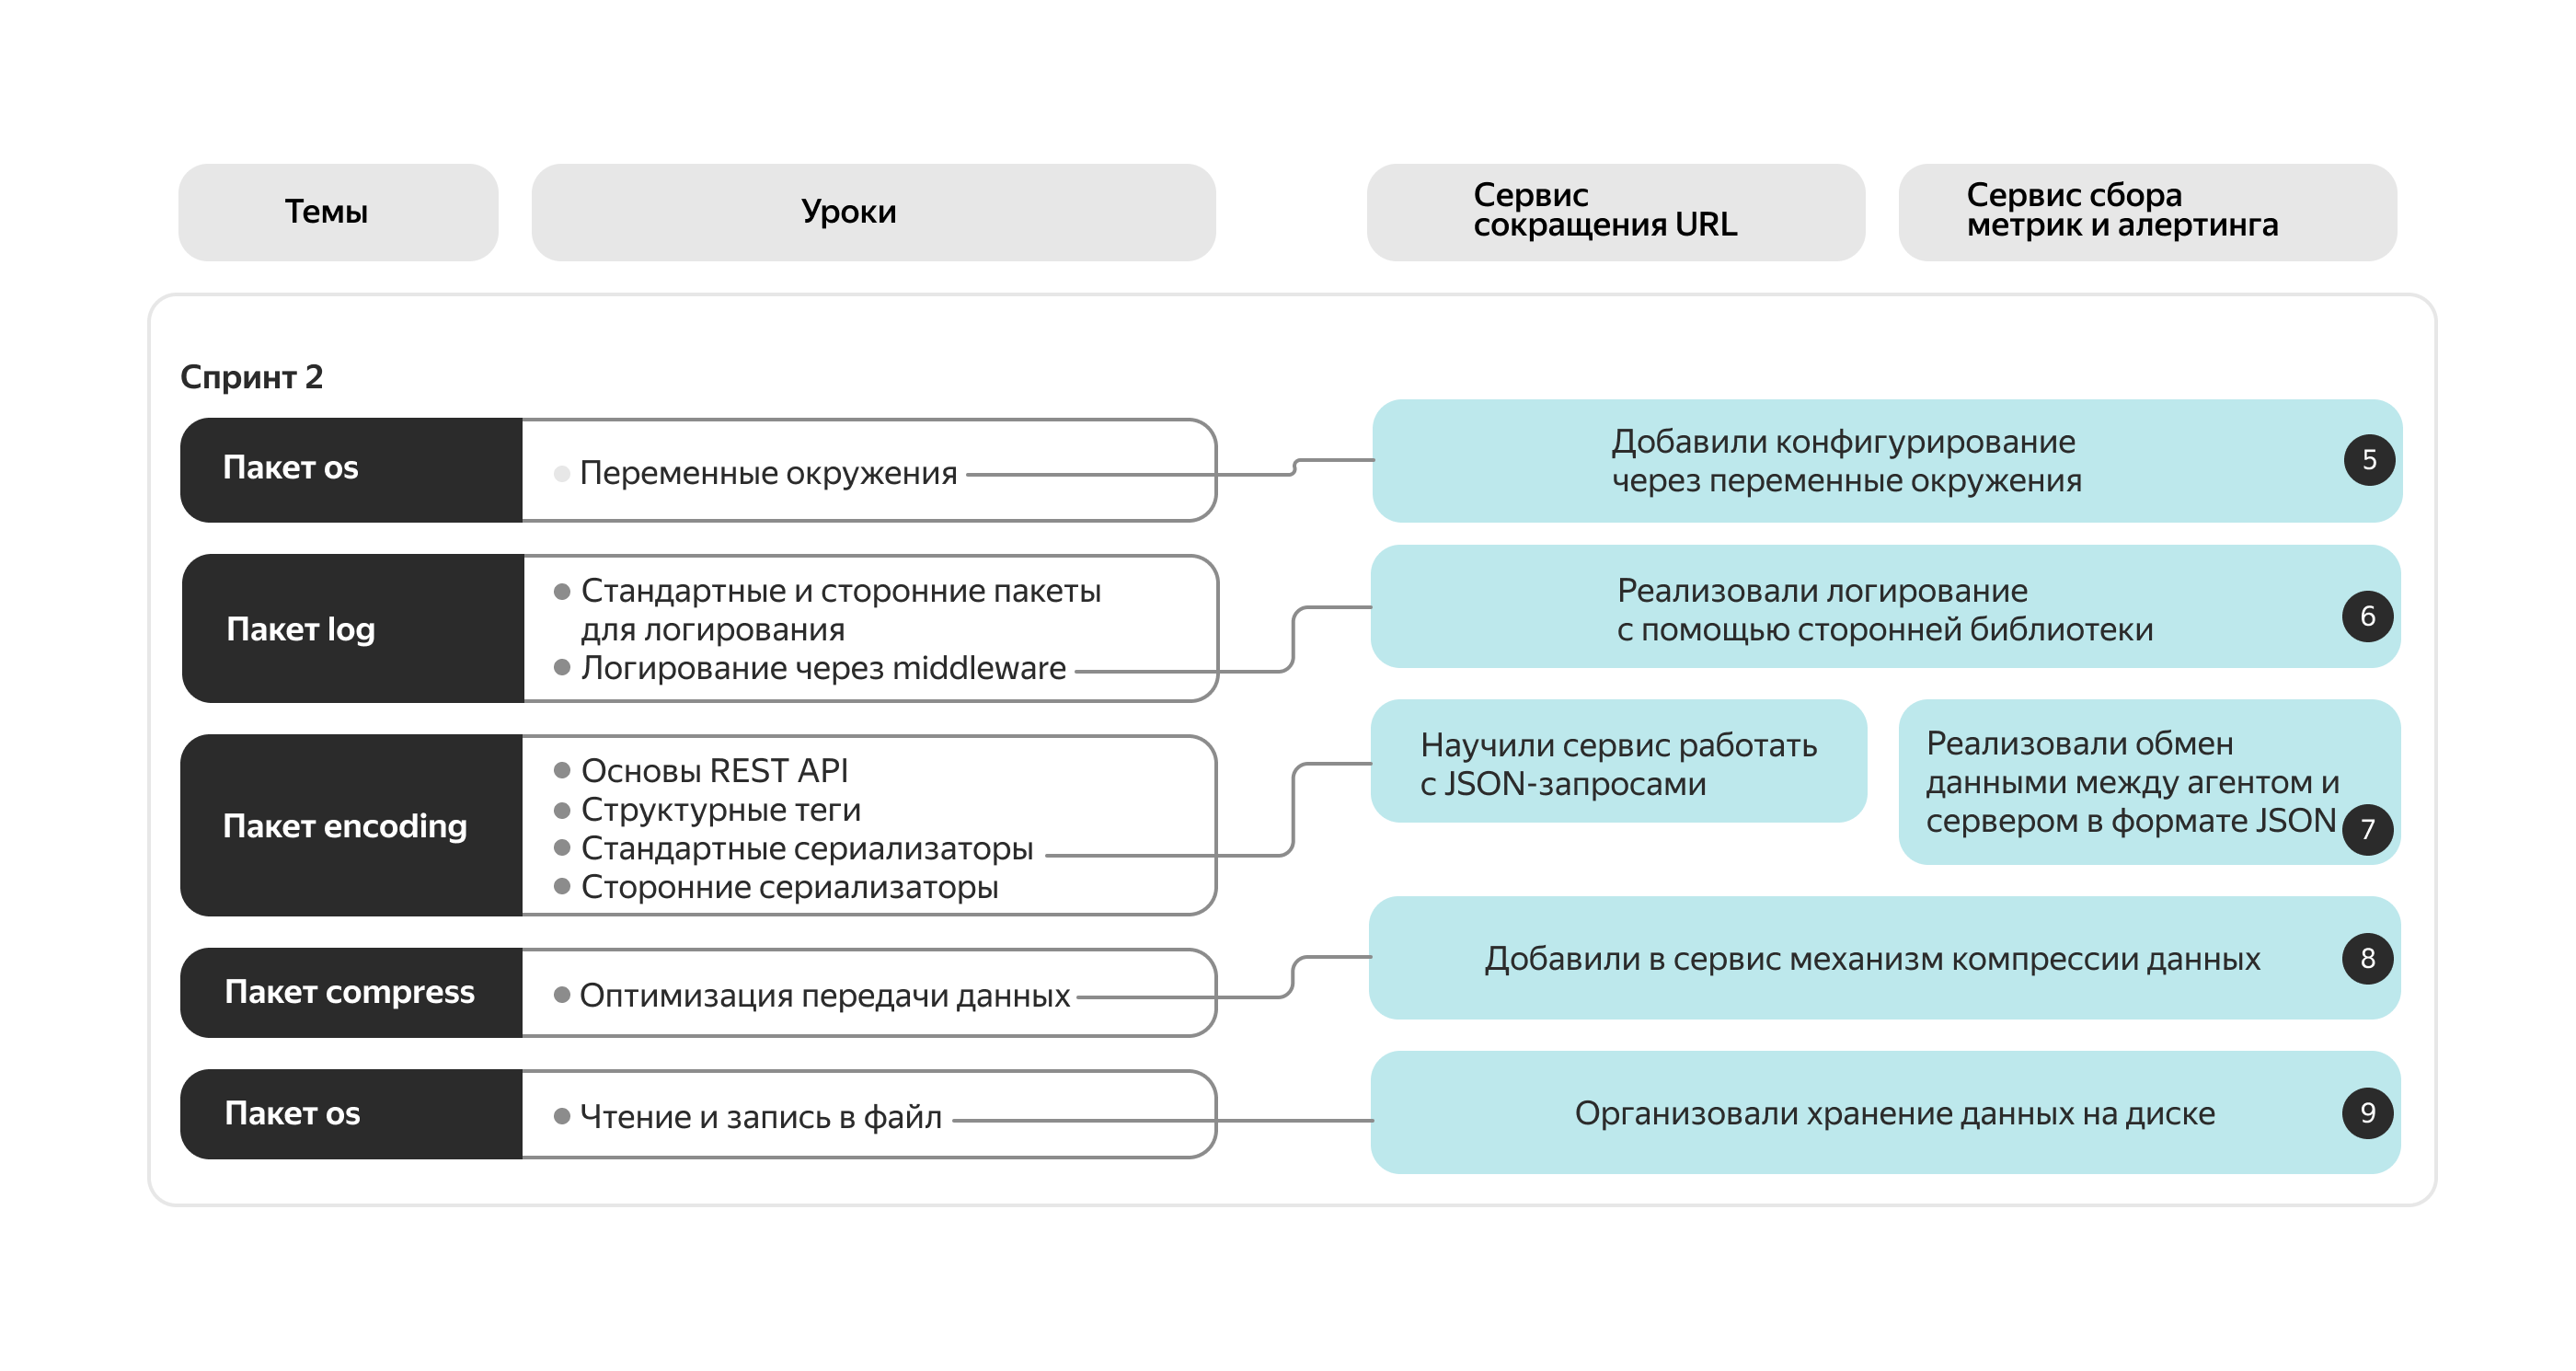 Темы
Уроки
Сервис
сокращения URL
Сервис сбора
метрик и алертинга
Спринт 2
Пакет os
Переменные окружения
Добавили конфигурирование
через переменные окружения
5
Пакет log
Стандартные и сторонние пакеты
для логирования
Логирование через middleware
Реализовали логирование
с помощью сторонней библиотеки
6
Пакет encoding
Основы REST API
Структурные теги
Стандартные сериализаторы
Сторонние сериализаторы
Научили сервис работать
с JSON-запросами
Реализовали обмен
данными между агентом и
сервером в формате JSON
7
Пакет compress
Оптимизация передачи данных
Добавили в сервис механизм компрессии данных
8
Пакет os
Чтение и запись в файл
Организовали хранение данных на диске
9